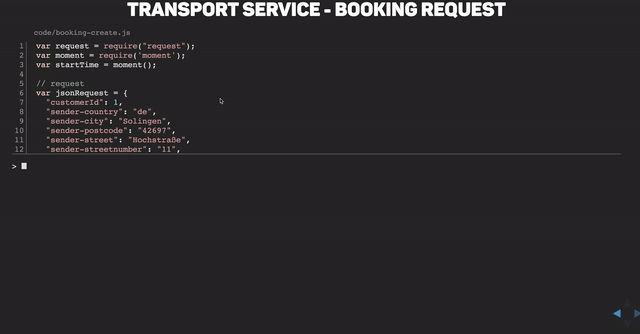 TRANSPORT SERVICE - BOOKING REQUEST
code/booking-create.js
1 var request = require("request");
2 var moment = require('moment');
3 var startTime = moment();
4
5 // request
6 var jsonRequest = {
7 "customerId": 1,
8 "sender-country": "de",
9 "sender-city": "Solingen",
10 "sender-postcode": "42697",
11 "sender-street": "Hochstraße",
12 "sender-streetnumber": "11",
>